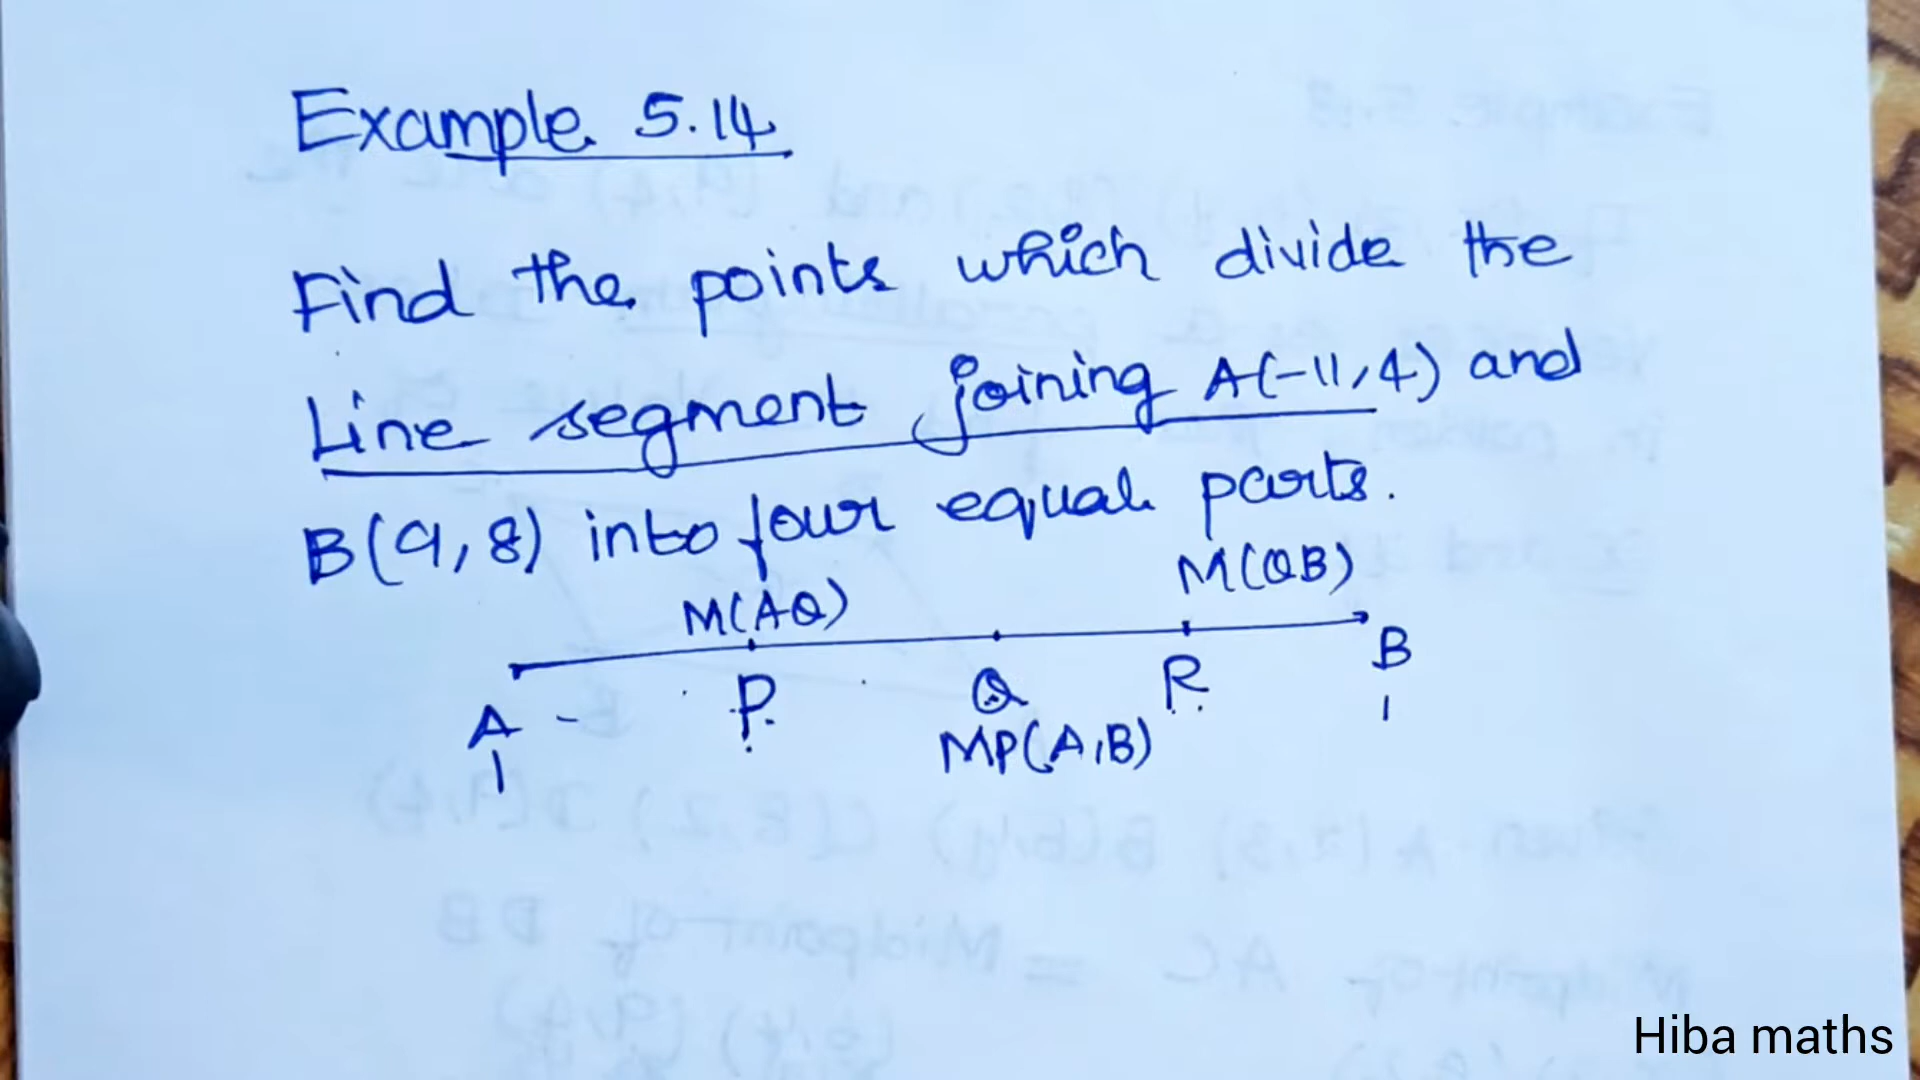 Example 5.14
Find the points which divide the
Line segment joining A(-11,4) and
B(9,8) into four equal parts.
M(AQ) M(QB)
A P Q R B
MP(A,B)
Hiba maths